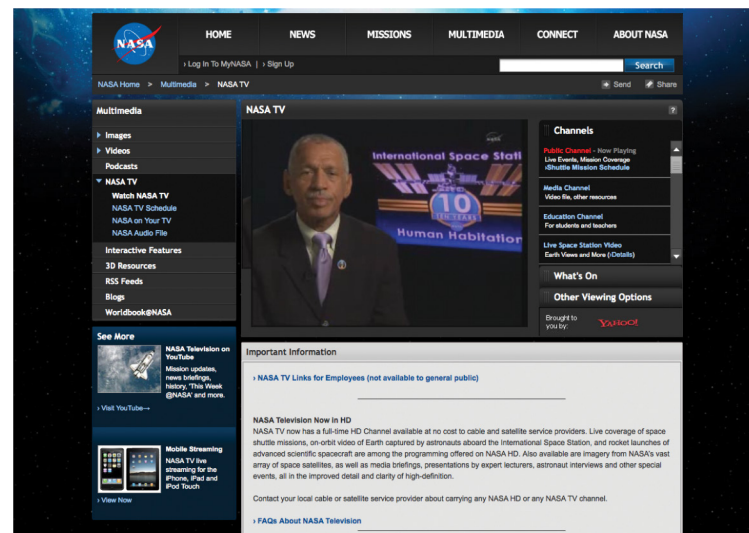 NASA
HOME NEWS MISSIONS MULTIMEDIA CONNECT ABOUT NASA
› Log In To MyNASA | › Sign Up
Search
NASA Home > Multimedia > NASA TV
Send Share
Multimedia
Images
Videos
Podcasts
NASA TV
Watch NASA TV
NASA TV Schedule
NASA on Your TV
NASA Audio File
Interactive Features
3D Resources
RSS Feeds
Blogs
Worldbook@NASA
See More
NASA Television on
YouTube
Mission updates,
news briefings,
history, 'This Week
@NASA' and more.
› Visit YouTube→
Mobile Streaming
NASA TV live
streaming for the
iPhone, iPad and
iPod Touch
› View Now
NASA TV
?
International Space Stati
10
YEARS
Human Habitation
Channels
Public Channel - Now Playing
Live Events, Mission Coverage
›Shuttle Mission Schedule
Media Channel
Video file, other resources
Education Channel
For students and teachers
Live Space Station Video
Earth Views and More (›Details)
What's On
Other Viewing Options
Brought to
you by:
YAHOO!
Important Information
› NASA TV Links for Employees (not available to general public)
NASA Television Now in HD
NASA TV now has a full-time HD Channel available at no cost to cable and satellite service providers. Live coverage of space
shuttle missions, on-orbit video of Earth captured by astronauts aboard the International Space Station, and rocket launches of
advanced scientific spacecraft are among the programming offered on NASA HD. Also available are imagery from NASA's vast
array of space satellites, as well as media briefings, presentations by expert lecturers, astronaut interviews and other special
events, all in the improved detail and clarity of high-definition.
Contact your local cable or satellite service provider about carrying any NASA HD or any NASA TV channel.
› FAQs About NASA Television